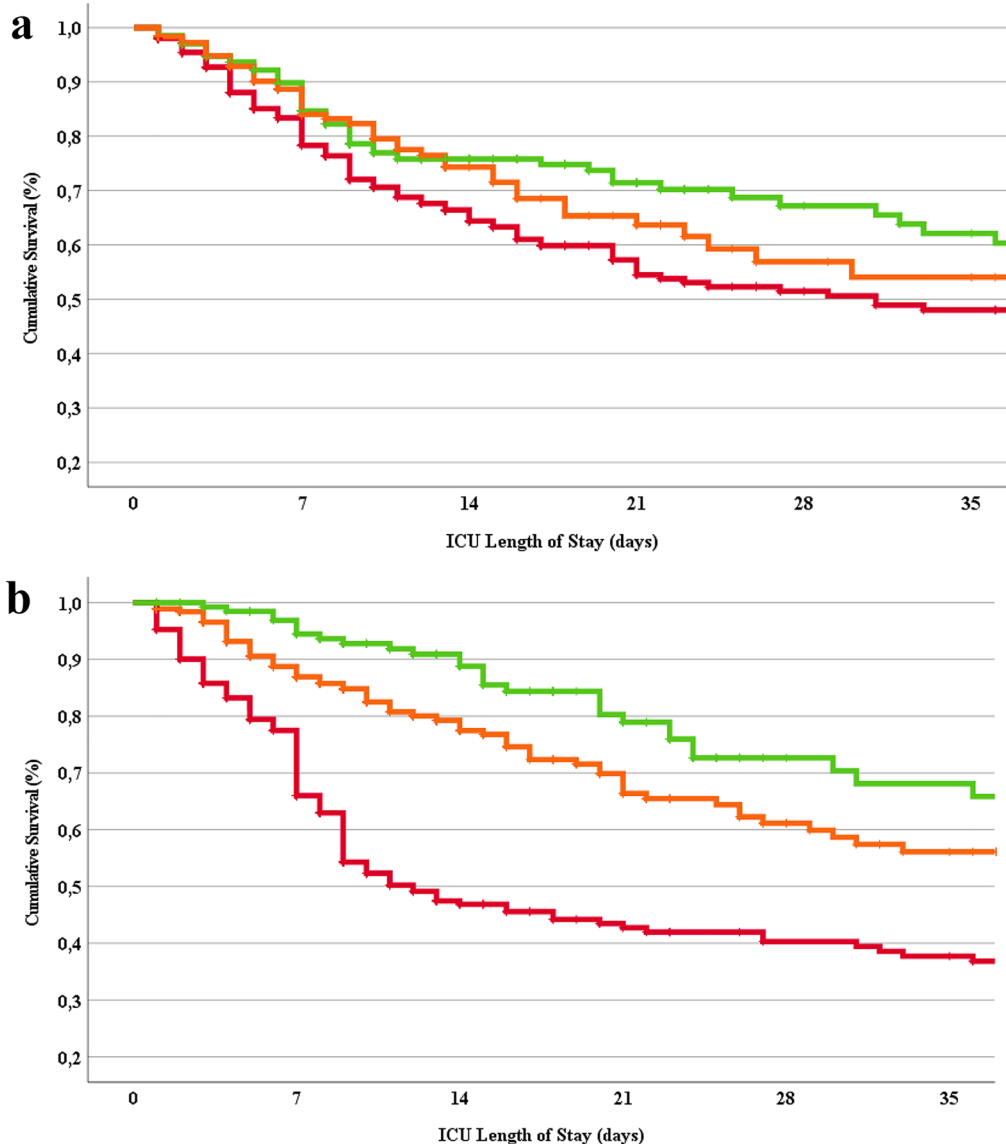 a
1,0
0,9
0,8
0,7
0,6
0,5
0,4
0,3
0,2
Cumulative Survival (%)
0 7 14 21 28 35
ICU Length of Stay (days)
b
1,0
0,9
0,8
0,7
0,6
0,5
0,4
0,3
0,2
Cumulative Survival (%)
0 7 14 21 28 35
ICU Length of Stay (days)